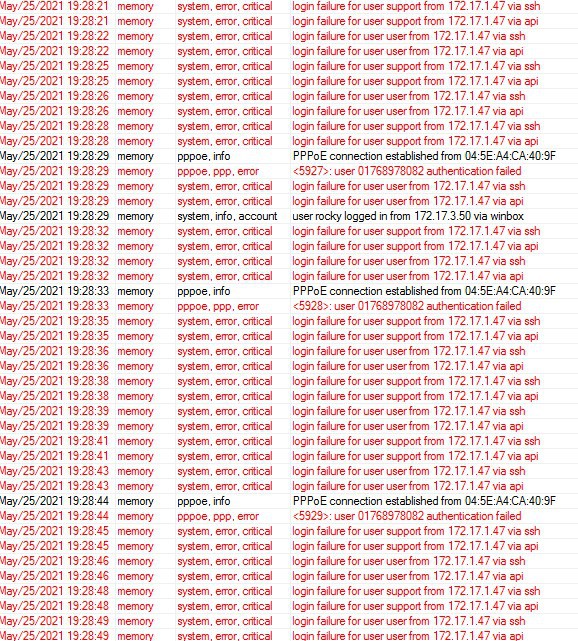 May/25/2021 19:28:21 memory system, error, critical login failure for user support from 172.17.1.47 via ssh
May/25/2021 19:28:21 memory system, error, critical login failure for user support from 172.17.1.47 via api
May/25/2021 19:28:22 memory system, error, critical login failure for user user from 172.17.1.47 via ssh
May/25/2021 19:28:22 memory system, error, critical login failure for user user from 172.17.1.47 via api
May/25/2021 19:28:25 memory system, error, critical login failure for user support from 172.17.1.47 via ssh
May/25/2021 19:28:25 memory system, error, critical login failure for user support from 172.17.1.47 via api
May/25/2021 19:28:26 memory system, error, critical login failure for user user from 172.17.1.47 via ssh
May/25/2021 19:28:26 memory system, error, critical login failure for user user from 172.17.1.47 via api
May/25/2021 19:28:28 memory system, error, critical login failure for user support from 172.17.1.47 via ssh
May/25/2021 19:28:28 memory system, error, critical login failure for user support from 172.17.1.47 via api
May/25/2021 19:28:29 memory pppoe, info PPPoE connection established from 04:5E:A4:CA:40:9F
May/25/2021 19:28:29 memory pppoe, ppp, error <5927>: user 01768978082 authentication failed
May/25/2021 19:28:29 memory system, error, critical login failure for user user from 172.17.1.47 via ssh
May/25/2021 19:28:29 memory system, error, critical login failure for user user from 172.17.1.47 via api
May/25/2021 19:28:29 memory system, info, account user rocky logged in from 172.17.3.50 via winbox
May/25/2021 19:28:32 memory system, error, critical login failure for user support from 172.17.1.47 via ssh
May/25/2021 19:28:32 memory system, error, critical login failure for user support from 172.17.1.47 via api
May/25/2021 19:28:32 memory system, error, critical login failure for user user from 172.17.1.47 via ssh
May/25/2021 19:28:32 memory system, error, critical login failure for user user from 172.17.1.47 via api
May/25/2021 19:28:33 memory pppoe, info PPPoE connection established from 04:5E:A4:CA:40:9F
May/25/2021 19:28:33 memory pppoe, ppp, error <5928>: user 01768978082 authentication failed
May/25/2021 19:28:35 memory system, error, critical login failure for user support from 172.17.1.47 via ssh
May/25/2021 19:28:35 memory system, error, critical login failure for user support from 172.17.1.47 via api
May/25/2021 19:28:36 memory system, error, critical login failure for user user from 172.17.1.47 via ssh
May/25/2021 19:28:36 memory system, error, critical login failure for user user from 172.17.1.47 via api
May/25/2021 19:28:38 memory system, error, critical login failure for user support from 172.17.1.47 via ssh
May/25/2021 19:28:38 memory system, error, critical login failure for user support from 172.17.1.47 via api
May/25/2021 19:28:39 memory system, error, critical login failure for user user from 172.17.1.47 via ssh
May/25/2021 19:28:39 memory system, error, critical login failure for user user from 172.17.1.47 via api
May/25/2021 19:28:41 memory system, error, critical login failure for user support from 172.17.1.47 via ssh
May/25/2021 19:28:41 memory system, error, critical login failure for user support from 172.17.1.47 via api
May/25/2021 19:28:43 memory system, error, critical login failure for user user from 172.17.1.47 via ssh
May/25/2021 19:28:43 memory system, error, critical login failure for user user from 172.17.1.47 via api
May/25/2021 19:28:44 memory pppoe, info PPPoE connection established from 04:5E:A4:CA:40:9F
May/25/2021 19:28:44 memory pppoe, ppp, error <5929>: user 01768978082 authentication failed
May/25/2021 19:28:45 memory system, error, critical login failure for user support from 172.17.1.47 via ssh
May/25/2021 19:28:45 memory system, error, critical login failure for user support from 172.17.1.47 via api
May/25/2021 19:28:46 memory system, error, critical login failure for user user from 172.17.1.47 via ssh
May/25/2021 19:28:46 memory system, error, critical login failure for user user from 172.17.1.47 via api
May/25/2021 19:28:48 memory system, error, critical login failure for user support from 172.17.1.47 via ssh
May/25/2021 19:28:48 memory system, error, critical login failure for user support from 172.17.1.47 via api
May/25/2021 19:28:49 memory system, error, critical login failure for user user from 172.17.1.47 via ssh
May/25/2021 19:28:49 memory system, error, critical login failure for user user from 172.17.1.47 via api